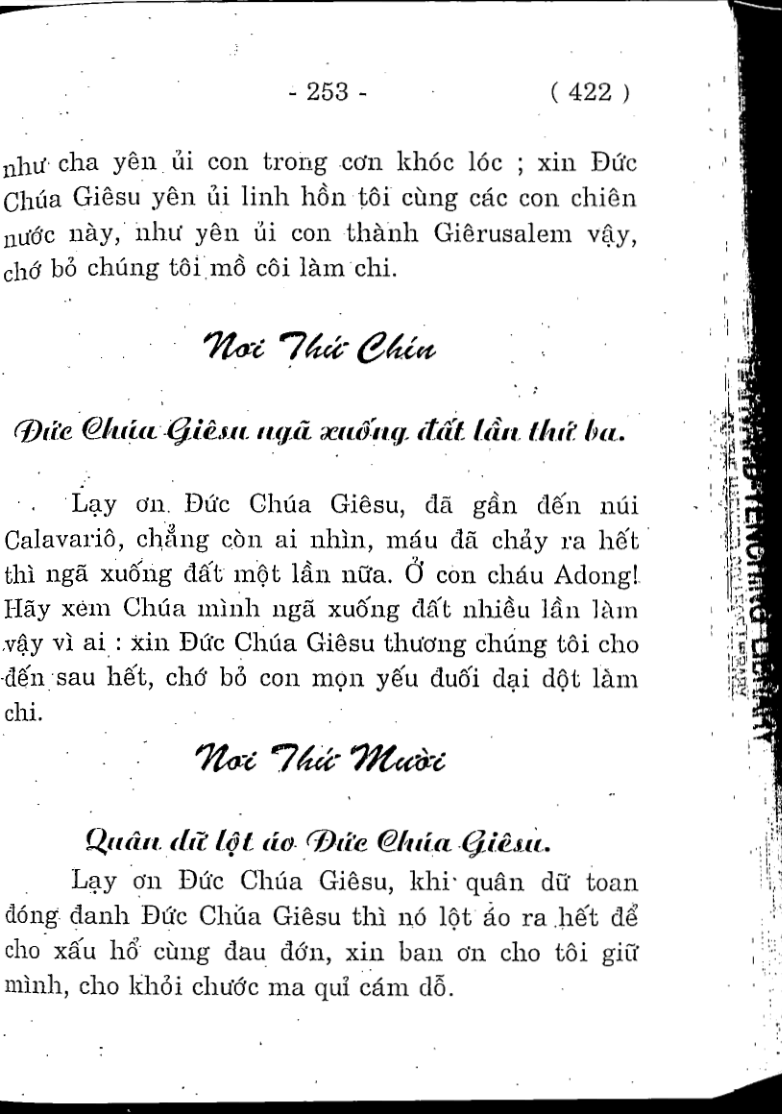 - 253 - ( 422 )
như cha yên ủi con trong cơn khóc lóc ; xin Đức
Chúa Giêsu yên ủi linh hồn tôi cùng các con chiên
nước này, như yên ủi con thành Giêrusalem vậy,
chớ bỏ chúng tôi mồ côi làm chi.
Nơi Thứ Chín
Đức Chúa Giêsu ngã xuống đất lần thứ ba.
Lạy ơn Đức Chúa Giêsu, đã gần đến núi
Calavariô, chẳng còn ai nhìn, máu đã chảy ra hết
thì ngã xuống đất một lần nữa. Ở con cháu Adong!
Hãy xem Chúa mình ngã xuống đất nhiều lần làm
vậy vì ai : xin Đức Chúa Giêsu thương chúng tôi cho
đến sau hết, chớ bỏ con mọn yếu đuối dại dột làm
chi.
Nơi Thứ Mười
Quân dữ lột áo Đức Chúa Giêsu.
Lạy ơn Đức Chúa Giêsu, khi quân dữ toan
đóng đanh Đức Chúa Giêsu thì nó lột áo ra hết để
cho xấu hổ cùng đau đớn, xin ban ơn cho tôi giữ
mình, cho khỏi chước ma quỉ cám dỗ.